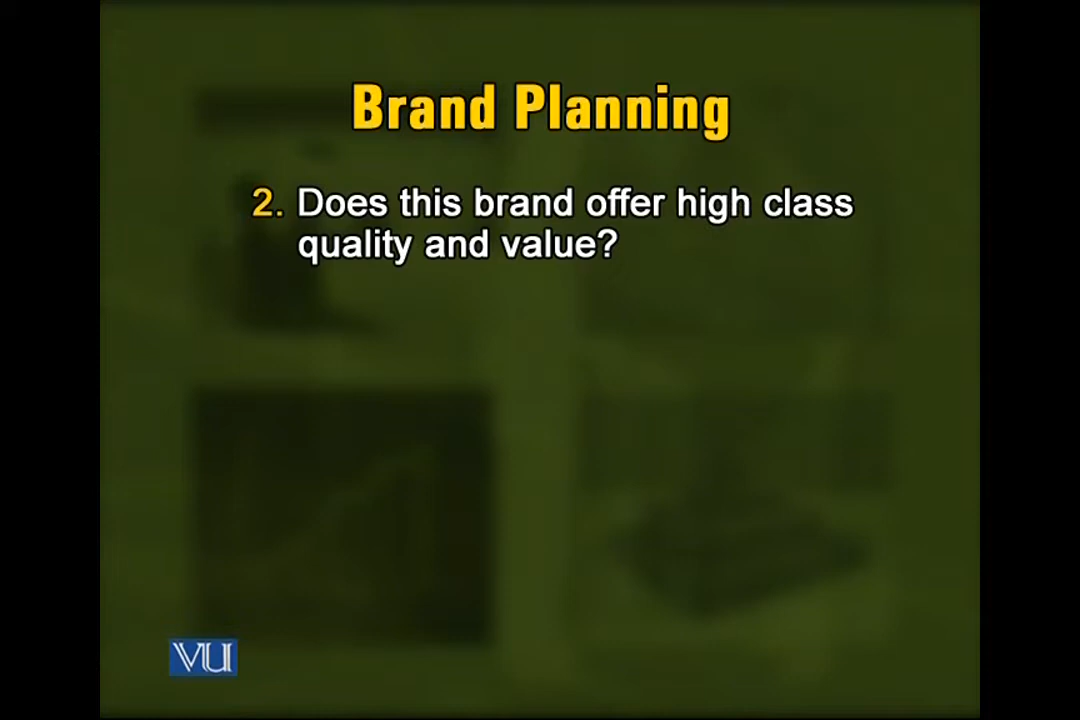 Brand Planning
2. Does this brand offer high class
quality and value?
VU